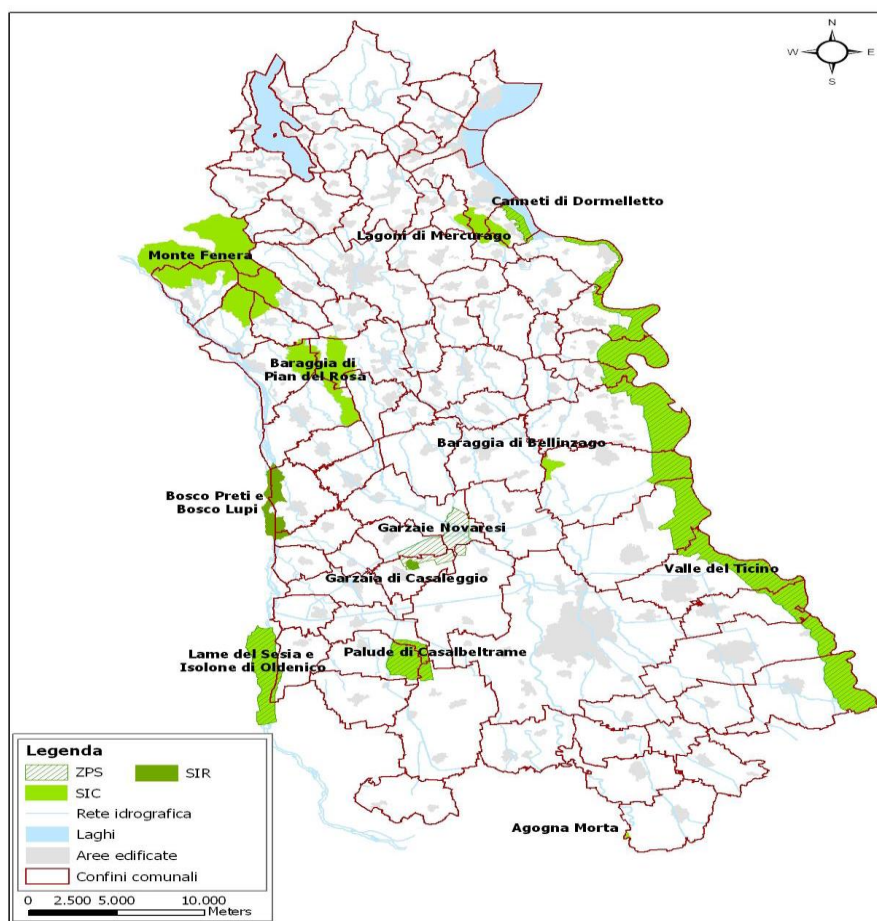 N
W E
S
Canneti di Dormelletto
Lagoni di Mercurago
Monte Fenera
Baraggia di
Pian del Rosa
Baraggia di Bellinzago
Bosco Preti e
Bosco Lupi
Garzaie Novaresi
Garzaia di Casaleggio
Valle del Ticino
Lame del Sesia e
Isolone di Oldenico
Palude di Casalbeltrame
Agogna Morta
Legenda
ZPS SIR
SIC
Rete idrografica
Laghi
Aree edificate
Confini comunali
0 2.500 5.000 10.000
Meters